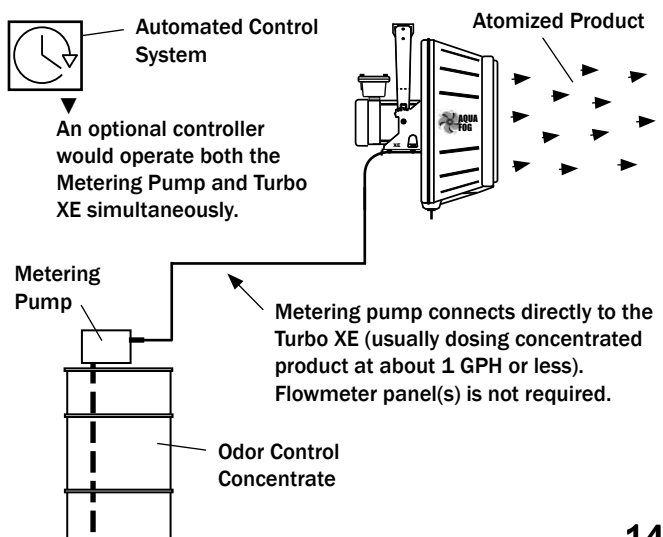 Automated Control
System
Atomized Product
An optional controller
would operate both the
Metering Pump and Turbo
XE simultaneously.
AQUA
FOG
XE
Metering
Pump
Metering pump connects directly to the
Turbo XE (usually dosing concentrated
product at about 1 GPH or less).
Flowmeter panel(s) is not required.
Odor Control
Concentrate
14